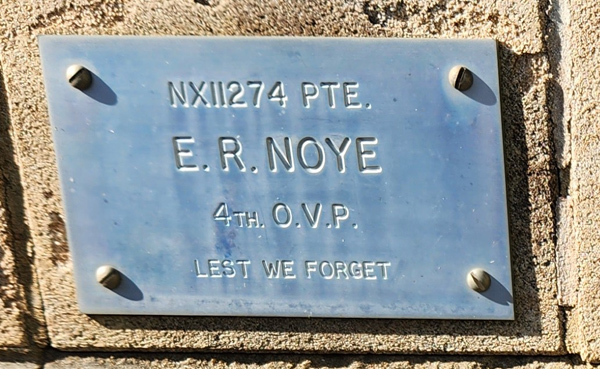 NX11274 PTE.
E. R. NOYE
4TH. O.V.P.
LEST WE FORGET